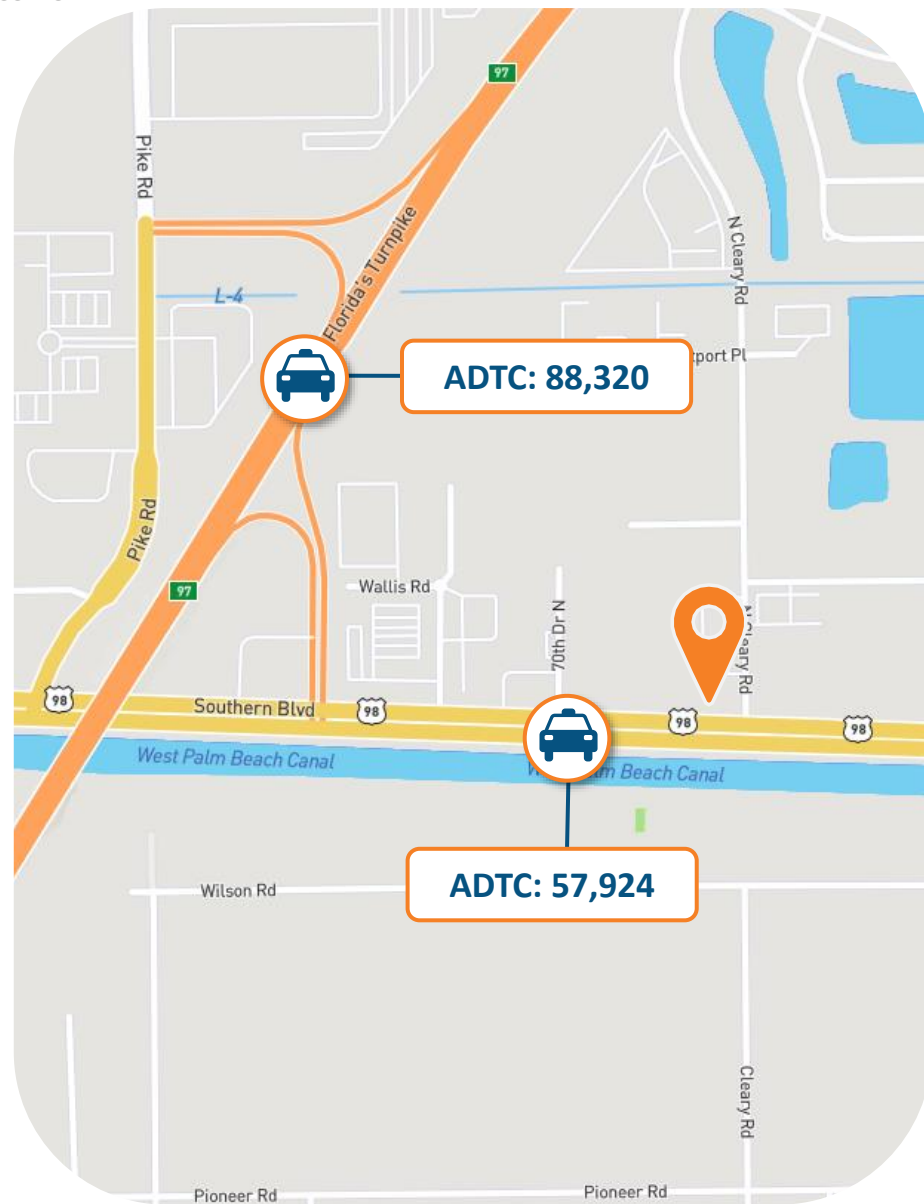 97
Pike Rd
N Cleary Rd
Florida's Turnpike
L-4
ADTC: 88,320
port Pl
Pike Rd
97
Wallis Rd
70th Dr N
N Cleary Rd
98
Southern Blvd
98
98
98
West Palm Beach Canal
Palm Beach Canal
ADTC: 57,924
Wilson Rd
Cleary Rd
Pioneer Rd
Pioneer Rd